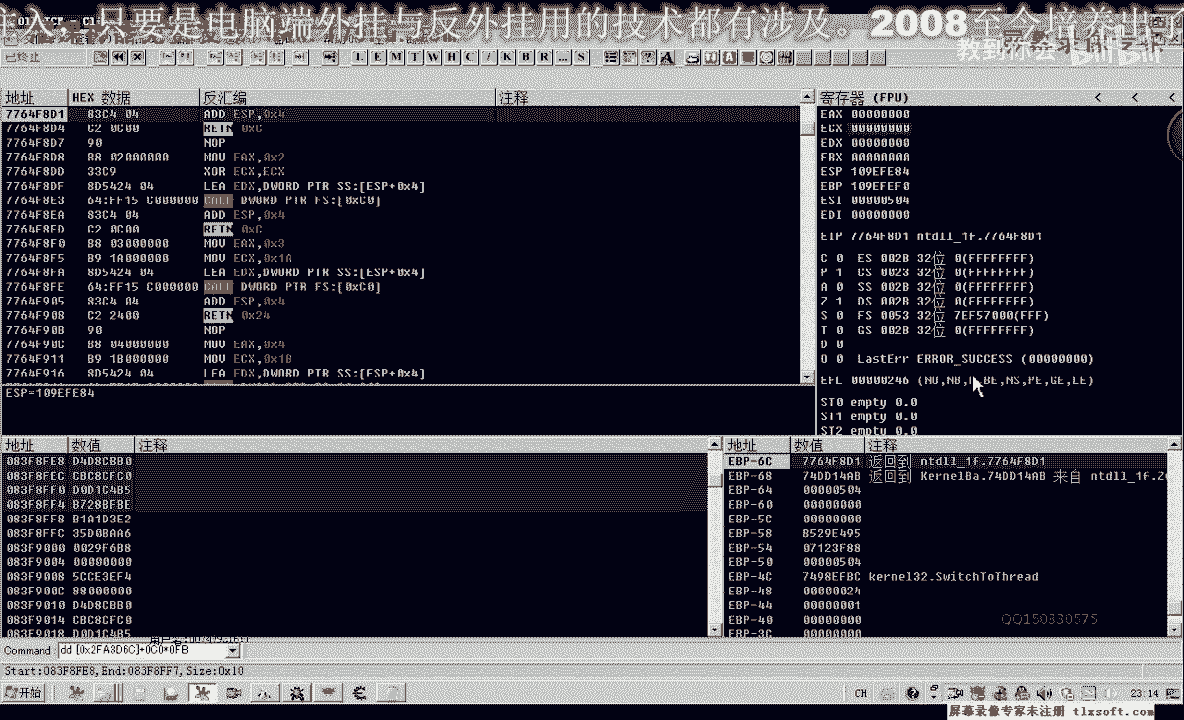 主入，只要是电脑端外挂与反外挂用的技术都有涉及。2008至今培养出了
教到你会
已终止
L E M T W H C / K B R ... S
地址 HEX 数据 反汇编 注释
7764F8D1 83C4 04 ADD ESP,0x4
7764F8D4 C2 0C00 RETN 0xC
7764F8D7 90 NOP
7764F8D8 B8 02000000 MOV EAX,0x2
7764F8DD 33C9 XOR ECX,ECX
7764F8DF 8D5424 04 LEA EDX,DWORD PTR SS:[ESP+0x4]
7764F8E3 64:FF15 C000000 CALL DWORD PTR FS:[0xC0]
7764F8EA 83C4 04 ADD ESP,0x4
7764F8ED C2 0C00 RETN 0xC
7764F8F0 B8 03000000 MOV EAX,0x3
7764F8F5 B9 1A000000 MOV ECX,0x1A
7764F8FA 8D5424 04 LEA EDX,DWORD PTR SS:[ESP+0x4]
7764F8FE 64:FF15 C000000 CALL DWORD PTR FS:[0xC0]
7764F905 83C4 04 ADD ESP,0x4
7764F908 C2 2400 RETN 0x24
7764F90B 90 NOP
7764F90C B8 04000000 MOV EAX,0x4
7764F911 B9 1B000000 MOV ECX,0x1B
7764F916 8D5424 04 LEA EDX,DWORD PTR SS:[ESP+0x4]
ESP=109EFE84
寄存器 (FPU) < < <
EAX 00000000
ECX 00000000
EDX 00000000
EBX 00000000
ESP 109EFE84
EBP 109EFEF0
ESI 00000504
EDI 00000000
EIP 7764F8D1 ntdll_1f.7764F8D1
C 0 ES 002B 32位 0(FFFFFFFF)
P 1 CS 0023 32位 0(FFFFFFFF)
A 0 SS 002B 32位 0(FFFFFFFF)
Z 1 DS 002B 32位 0(FFFFFFFF)
S 0 FS 0053 32位 7EF57000(FFF)
T 0 GS 002B 32位 0(FFFFFFFF)
D 0
O 0 LastErr ERROR_SUCCESS (00000000)
EFL 00000246 (NO,NB,E,BE,NS,PE,GE,LE)
ST0 empty 0.0
ST1 empty 0.0
ST2 empty 0.0
地址 数值 注释
083F8FE8 D4D8CBB0
083F8FEC CBC8CFC0
083F8FF0 D0D1C4B5
083F8FF4 B728BFBE
083F8FF8 B1A1D3E2
083F8FFC 35D0BAA6
083F9000 0029F6B8
083F9004 00000000
083F9008 5CCE3EF4
083F900C 88000000
083F9010 D4D8CBB0
083F9014 CBC8CFC0
083F9018 D0D1C4B5
地址 数值 注释
EBP-6C 7764F8D1 返回到 ntdll_1f.7764F8D1
EBP-68 74DD14AB 返回到 KernelBa.74DD14AB 来自 ntdll_1f.Z
EBP-64 00000504
EBP-60 00000000
EBP-5C 00000000
EBP-58 8529E495
EBP-54 07123F88
EBP-50 00000504
EBP-4C 7498EFBC kernel32.SwitchToThread
EBP-48 00000024
EBP-44 00000001
EBP-40 00000000
EBP-3C 00000000
QQ150330575
Command: dd [0x2FA3D6C]+0C0*0FB
Start:083F8FE8,End:083F8FF7,Size:0x10
开始
CH
23:14
屏幕录像专家未注册 tlxsoft.com